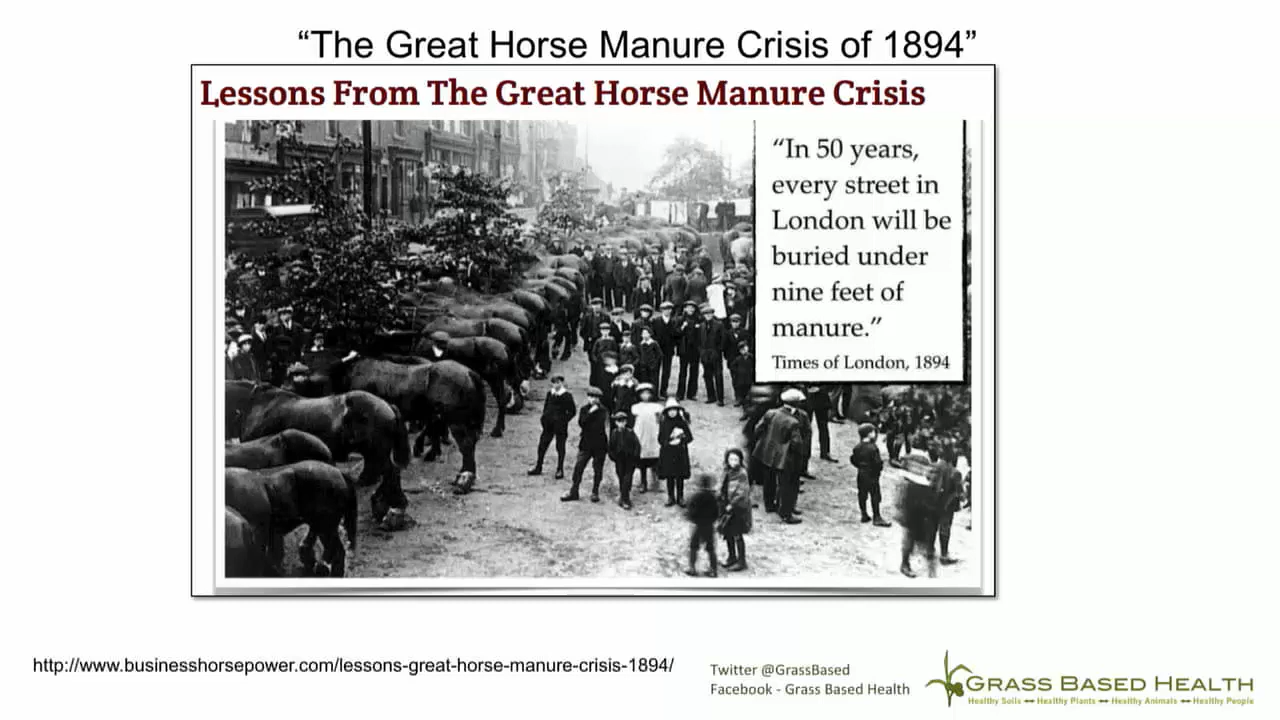 “The Great Horse Manure Crisis of 1894”
Lessons From The Great Horse Manure Crisis
“In 50 years,
every street in
London will be
buried under
nine feet of
manure.”
Times of London, 1894
http://www.businesshorsepower.com/lessons-great-horse-manure-crisis-1894/
Twitter @GrassBased
Facebook - Grass Based Health
GRASS BASED HEALTH
Healthy Soils ↔ Healthy Plants ↔ Healthy Animals ↔ Healthy People